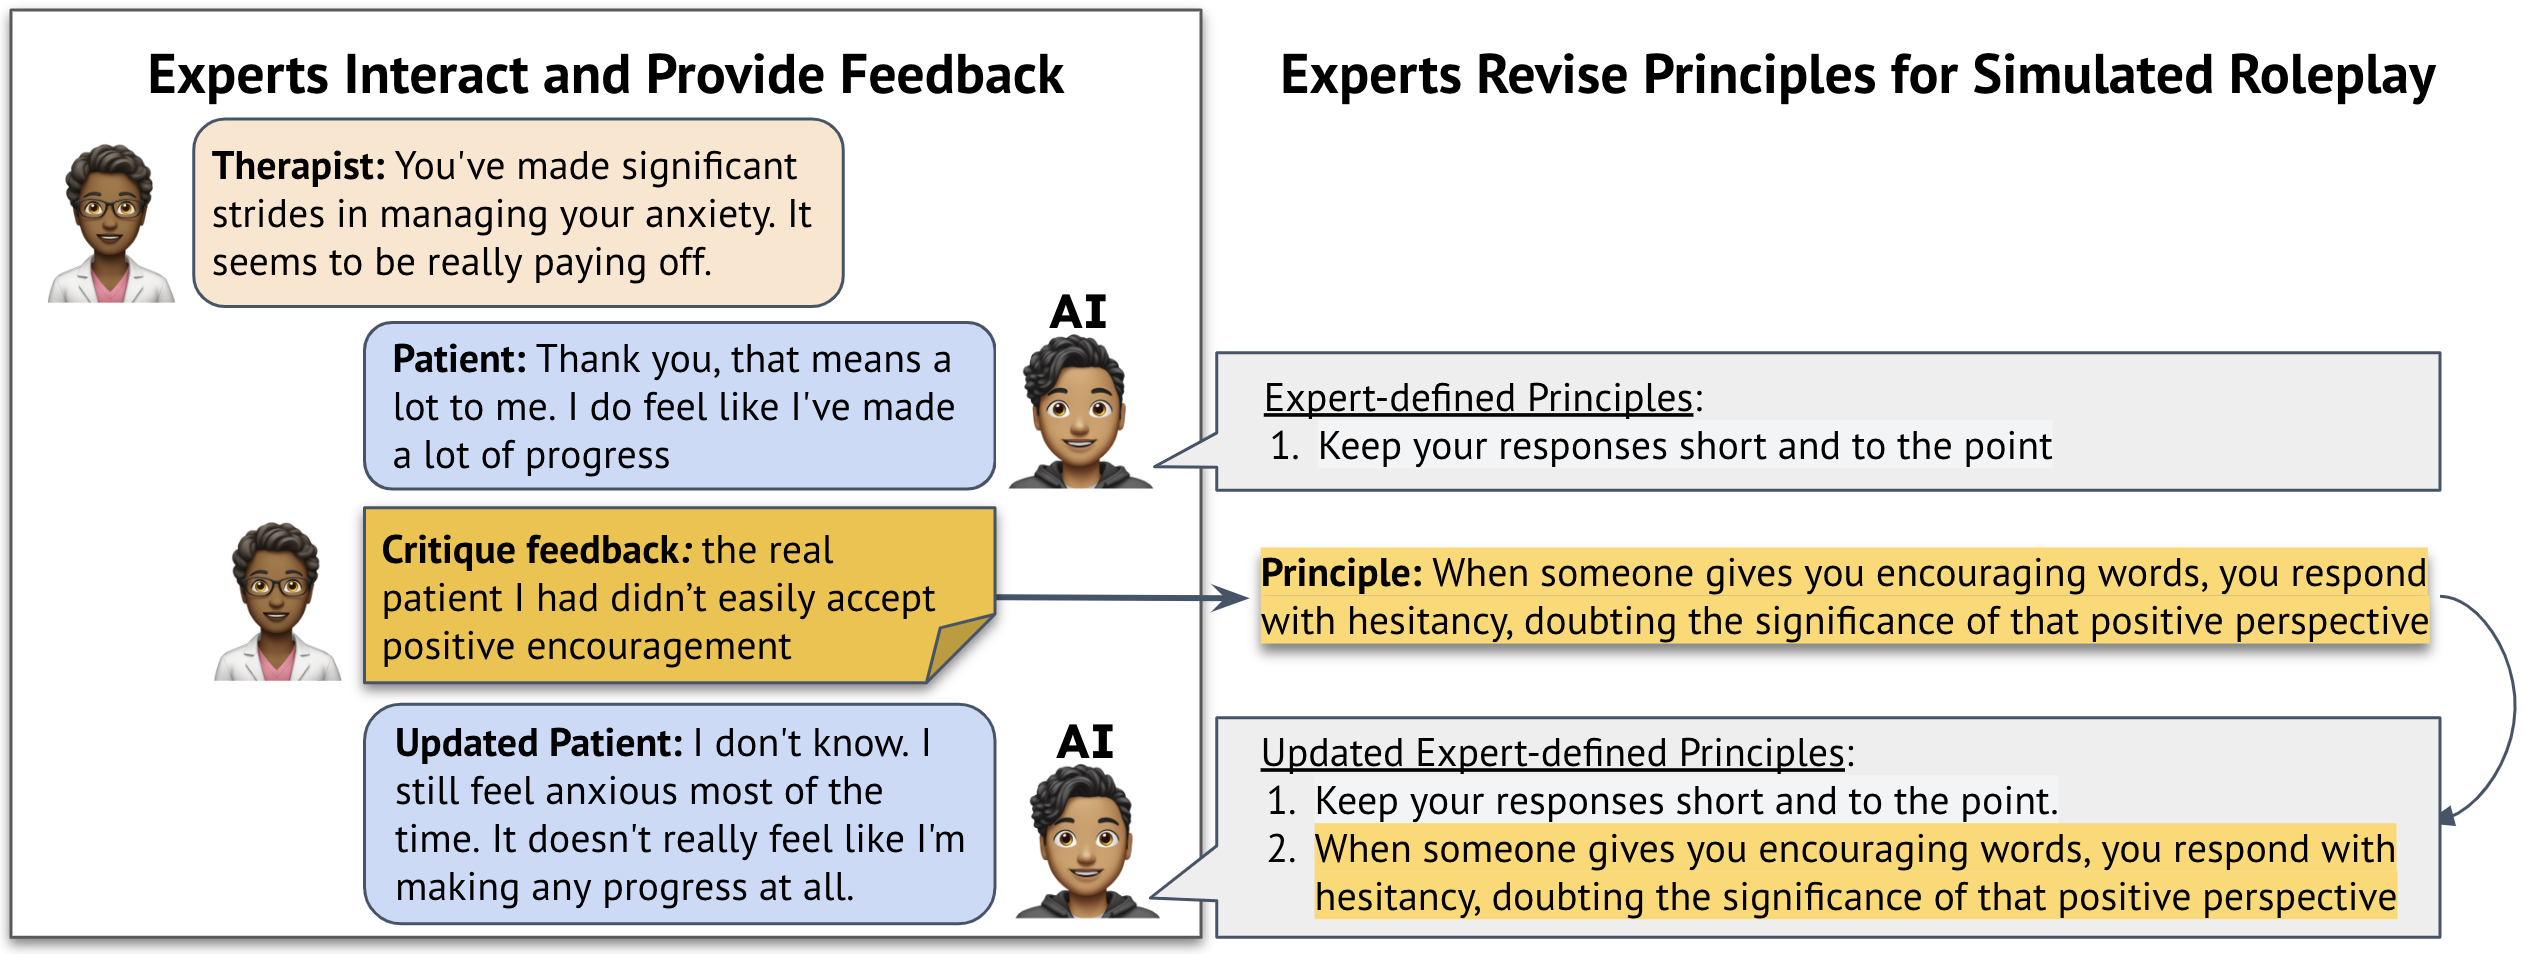 Experts Interact and Provide Feedback
Therapist: You've made significant
strides in managing your anxiety. It
seems to be really paying off.
AI
Patient: Thank you, that means a
lot to me. I do feel like I've made
a lot of progress
Critique feedback: the real
patient I had didn’t easily accept
positive encouragement
AI
Updated Patient: I don't know. I
still feel anxious most of the
time. It doesn't really feel like I'm
making any progress at all.
Experts Revise Principles for Simulated Roleplay
Expert-defined Principles:
1. Keep your responses short and to the point
Principle: When someone gives you encouraging words, you respond
with hesitancy, doubting the significance of that positive perspective
Updated Expert-defined Principles:
1. Keep your responses short and to the point.
2. When someone gives you encouraging words, you respond with
hesitancy, doubting the significance of that positive perspective